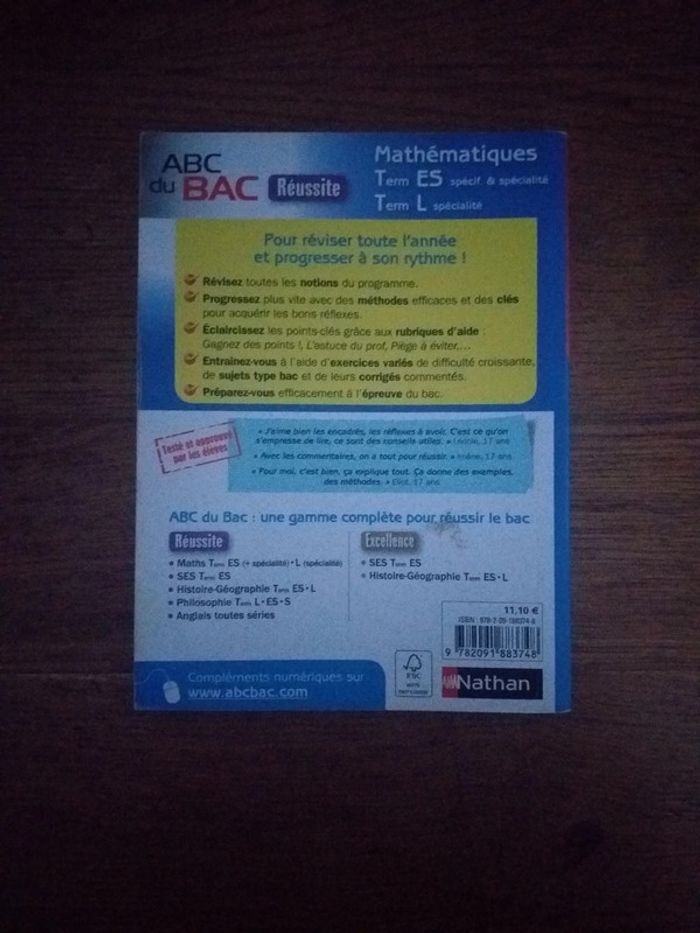 ABC
du BAC Réussite
Mathématiques
Term ES spécif. & spécialité
Term L spécialité
Pour réviser toute l'année
et progresser à son rythme !
Révisez toutes les notions du programme.
Progressez plus vite avec des méthodes efficaces et des clés
pour acquérir les bons réflexes.
Éclaircissez les points-clés grâce aux rubriques d'aide :
Gagnez des points !, L'astuce du prof, Piège à éviter,...
Entraînez-vous à l'aide d'exercices variés de difficulté croissante,
de sujets type bac et de leurs corrigés commentés.
Préparez-vous efficacement à l'épreuve du bac.
Testé et approuvé
par les élèves
« J'aime bien les encadrés, les réflexes à avoir. C'est ce qu'on
s'empresse de lire, ce sont des conseils utiles. » 17 ans
« Avec les commentaires, on a tout pour réussir. » 17 ans
« Pour moi, c'est bien, ça explique tout. Ça donne des exemples,
des méthodes. » Eliot, 17 ans
ABC du Bac : une gamme complète pour réussir le bac
Réussite
• Maths Term ES (+ spécialité) • L (spécialité)
• SES Term ES
• Histoire-Géographie Term ES • L
• Philosophie Term L • ES • S
• Anglais toutes séries
Excellence
• SES Term ES
• Histoire-Géographie Term ES • L
11,10 €
ISBN : 978-2-09-188374-8
9 782091 883748
Compléments numériques sur
www.abcbac.com
FSC
Nathan